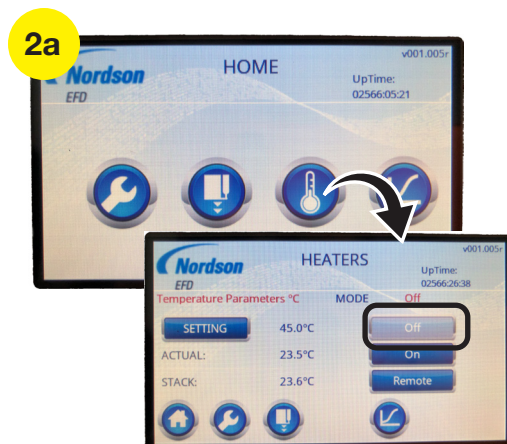 2a
Nordson
EFD
HOME
v001.005r
UpTime:
02566:05:21
Nordson
EFD
HEATERS
v001.005r
UpTime:
02566:26:38
Temperature Parameters °C
MODE
Off
SETTING
45.0°C
Off
ACTUAL:
23.5°C
On
STACK:
23.6°C
Remote